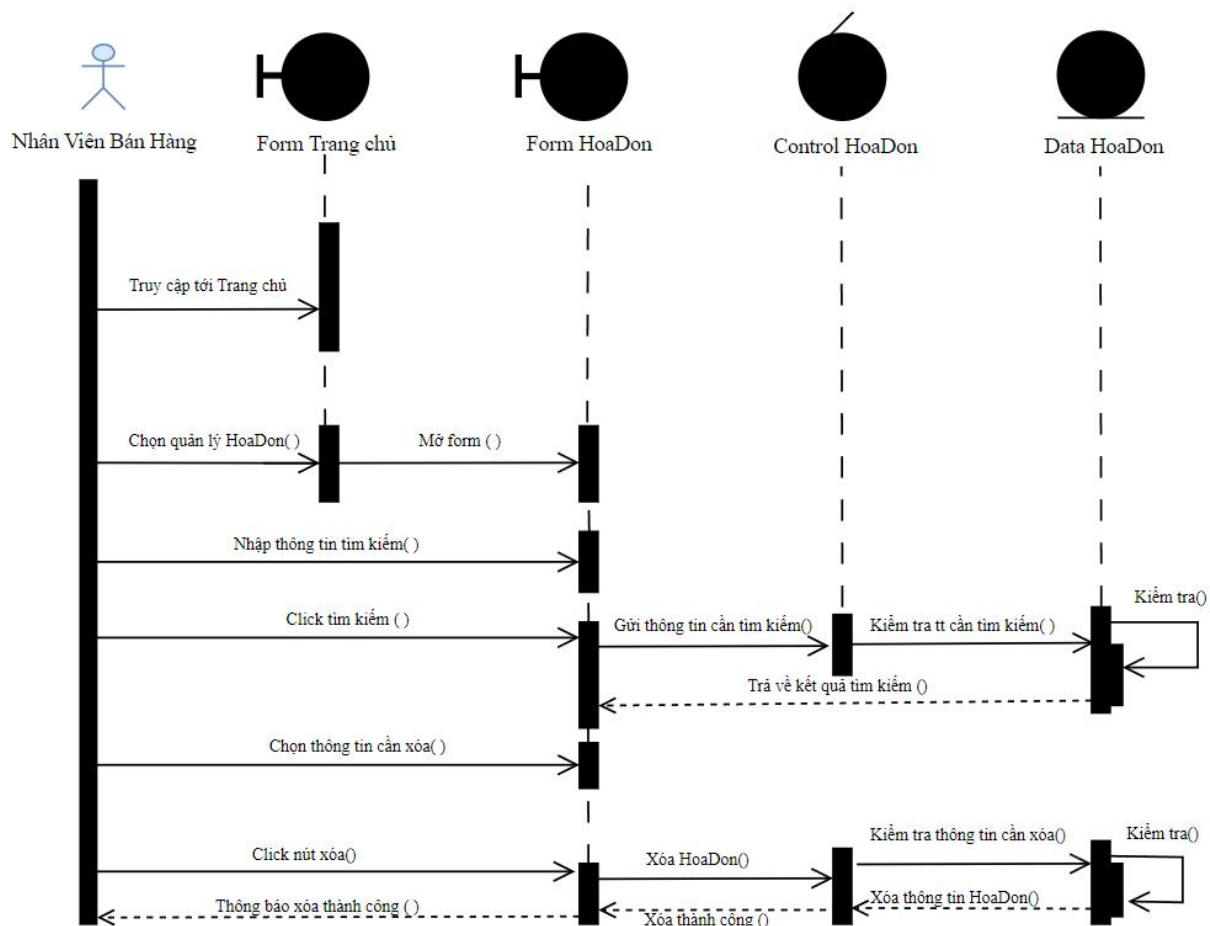 Nhân Viên Bán Hàng
Form Trang chủ
Form HoaDon
Control HoaDon
Data HoaDon
Truy cập tới Trang chủ
Chọn quản lý HoaDon( )
Mở form ( )
Nhập thông tin tìm kiếm( )
Click tìm kiếm ( )
Gửi thông tin cần tìm kiếm()
Kiểm tra tt cần tìm kiếm( )
Kiểm tra()
Trả về kết quả tìm kiếm ()
Chọn thông tin cần xóa( )
Click nút xóa()
Xóa HoaDon()
Kiểm tra thông tin cần xóa()
Kiểm tra()
Thông báo xóa thành công ( )
Xóa thành công ()
Xóa thông tin HoaDon()